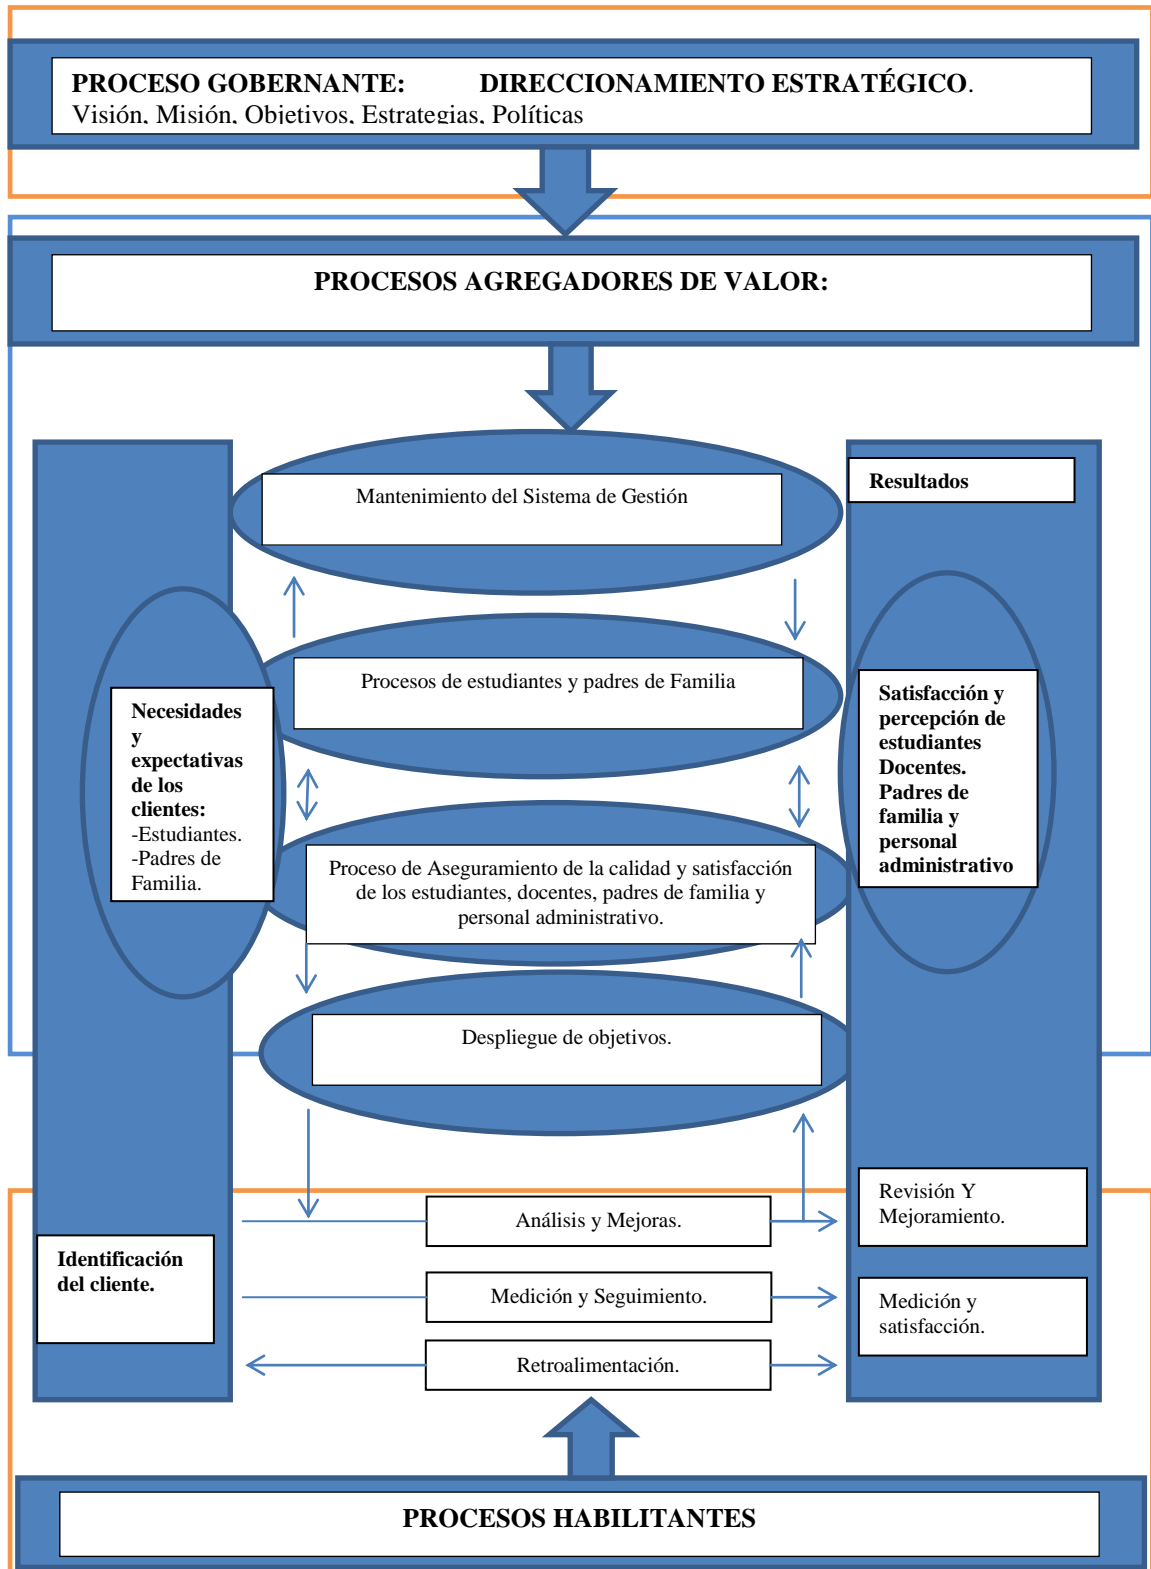 PROCESO GOBERNANTE: DIRECCIONAMIENTO ESTRATÉGICO.
Visión, Misión, Objetivos, Estrategias, Políticas
PROCESOS AGREGADORES DE VALOR:
Mantenimiento del Sistema de Gestión
Resultados
Procesos de estudiantes y padres de Familia
Necesidades
y
expectativas
de los
clientes:
-Estudiantes.
-Padres de
Familia.
Satisfacción y
percepción de
estudiantes
Docentes.
Padres de
familia y
personal
administrativo
Proceso de Aseguramiento de la calidad y satisfacción
de los estudiantes, docentes, padres de familia y
personal administrativo.
Despliegue de objetivos.
Análisis y Mejoras.
Revisión Y
Mejoramiento.
Identificación
del cliente.
Medición y Seguimiento.
Medición y
satisfacción.
Retroalimentación.
PROCESOS HABILITANTES